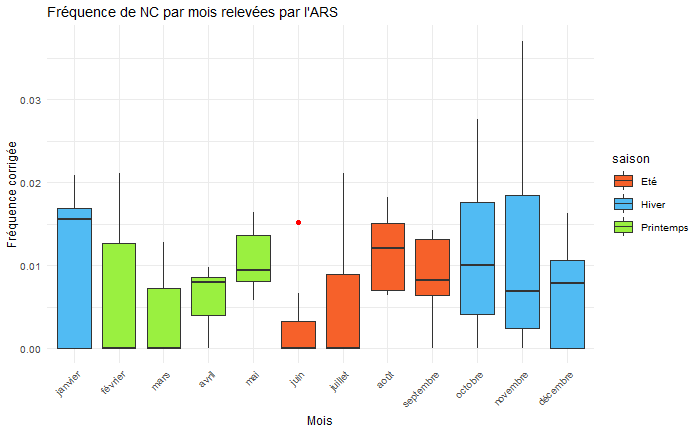 Fréquence de NC par mois relevées par l'ARS
Fréquence corrigée
0.03
0.02
0.01
0.00
janvier
février
mars
avril
mai
juin
juillet
août
septembre
octobre
novembre
décembre
Mois
saison
Eté
Hiver
Printemps